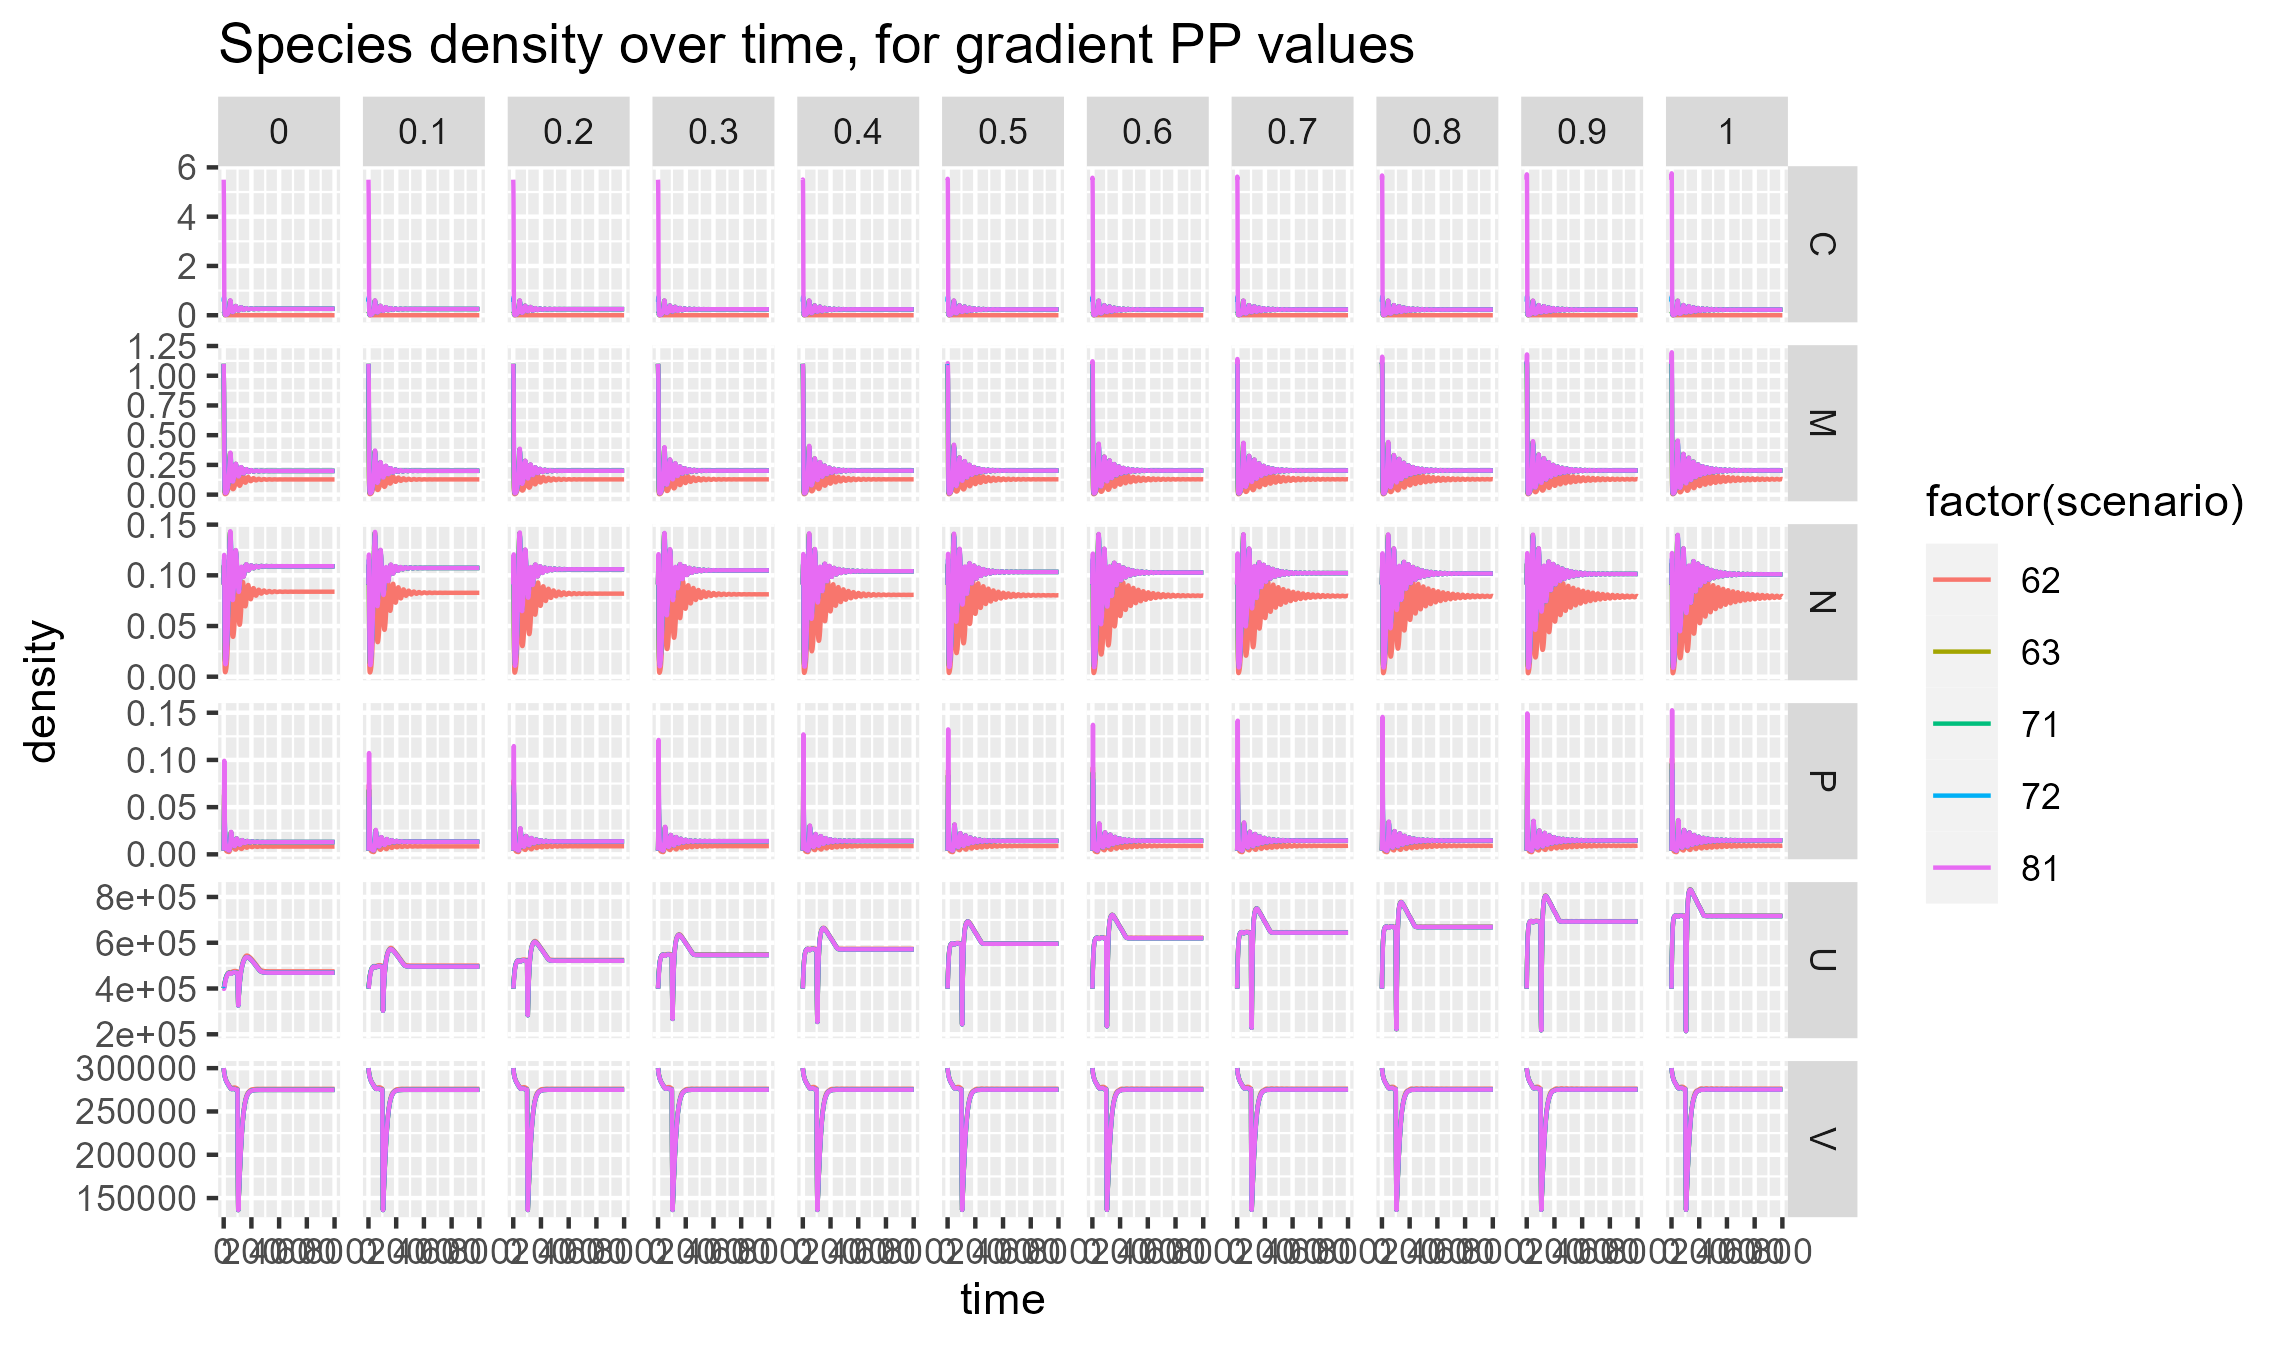 Species density over time, for gradient PP values
0 0.1 0.2 0.3 0.4 0.5 0.6 0.7 0.8 0.9 1
6
4
2
0
C
1.25
1.00
0.75
0.50
0.25
0.00
M
0.15
0.10
0.05
0.00
N
0.15
0.10
0.05
0.00
P
8e+05
6e+05
4e+05
2e+05
U
300000
250000
200000
150000
V
density
time
factor(scenario)
62
63
71
72
81